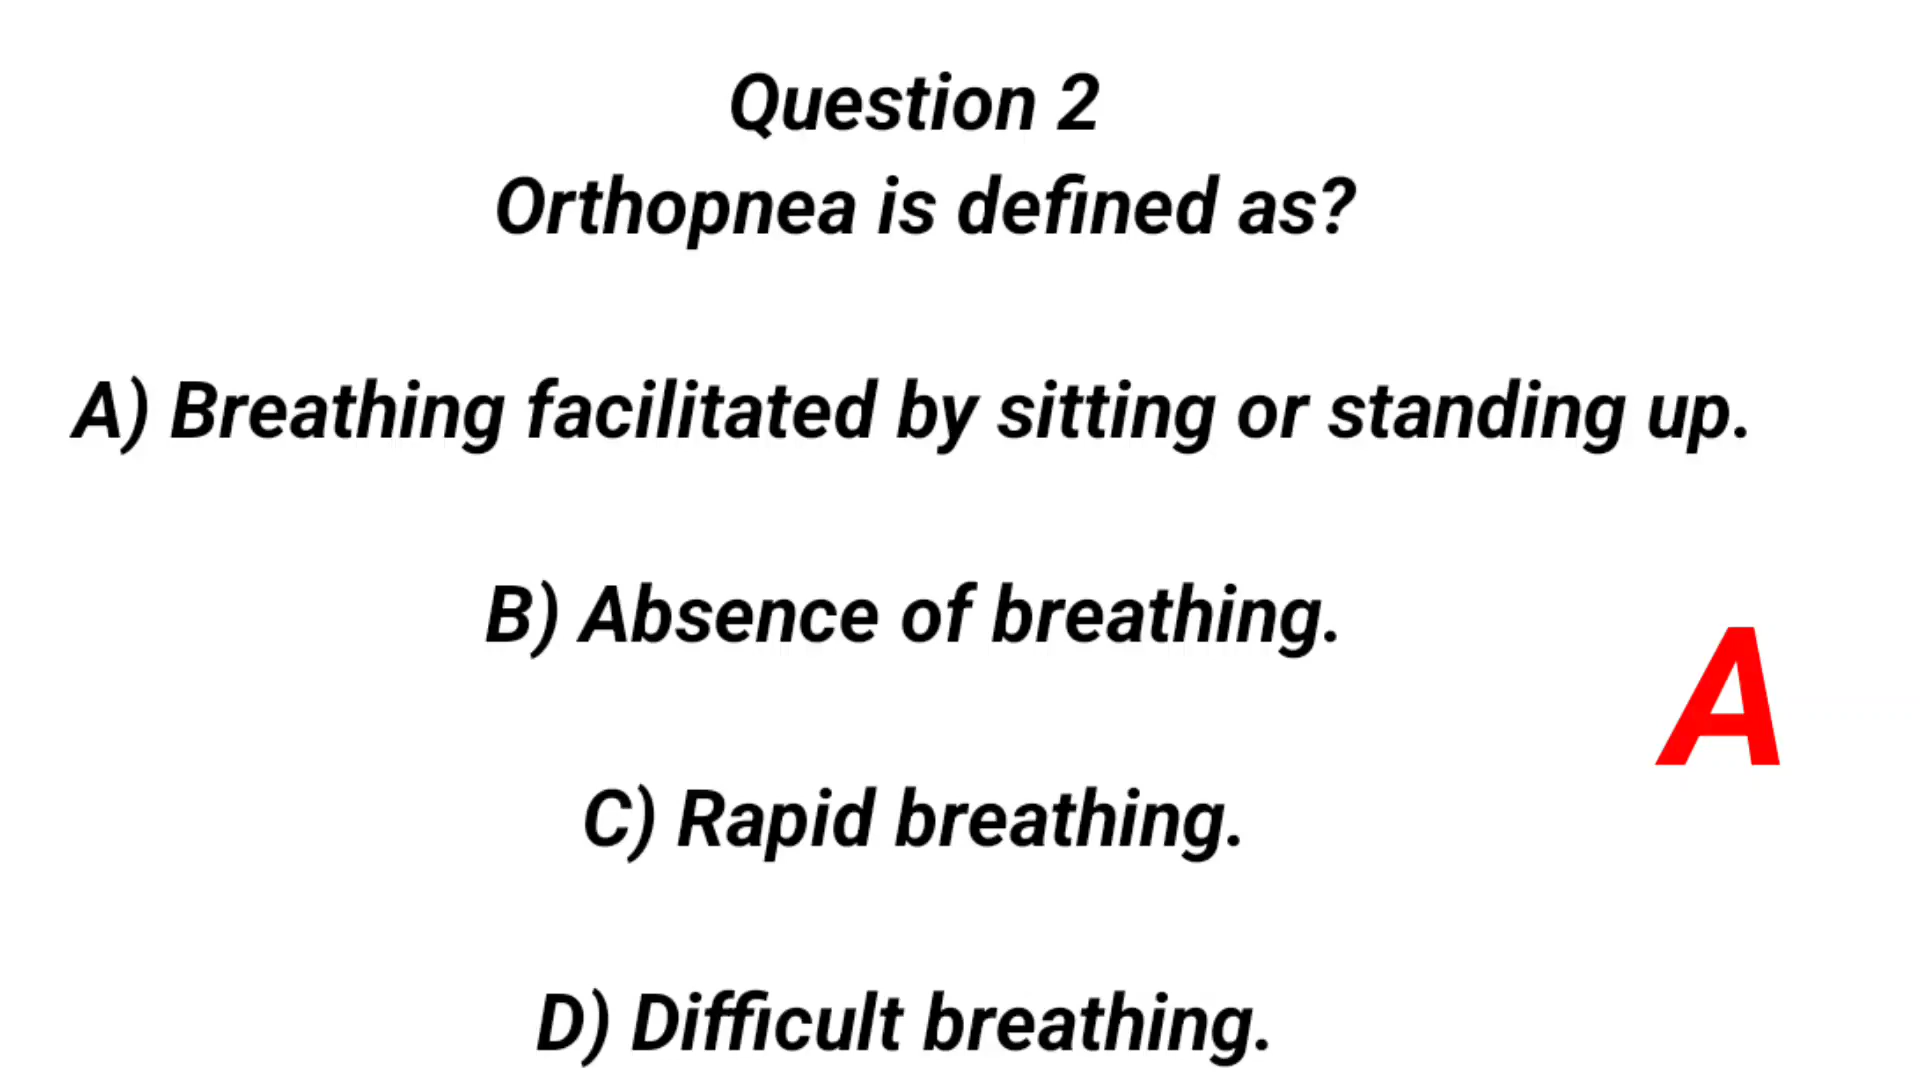 Question 2
Orthopnea is defined as?
A) Breathing facilitated by sitting or standing up.
B) Absence of breathing.
A
C) Rapid breathing.
D) Difficult breathing.